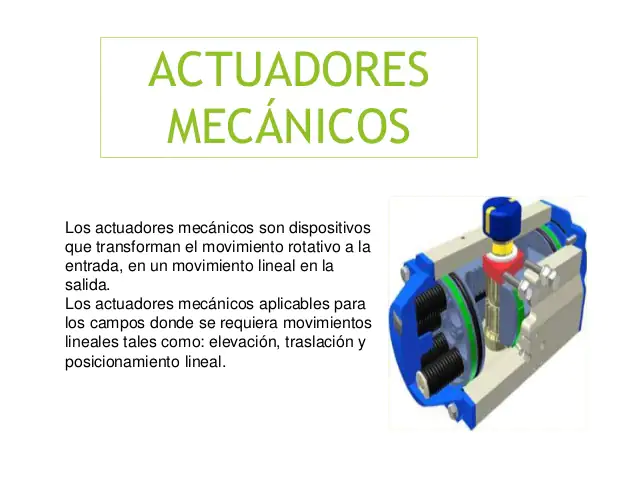 ACTUADORES
MECÁNICOS
Los actuadores mecánicos son dispositivos
que transforman el movimiento rotativo a la
entrada, en un movimiento lineal en la
salida.
Los actuadores mecánicos aplicables para
los campos donde se requiera movimientos
lineales tales como: elevación, traslación y
posicionamiento lineal.